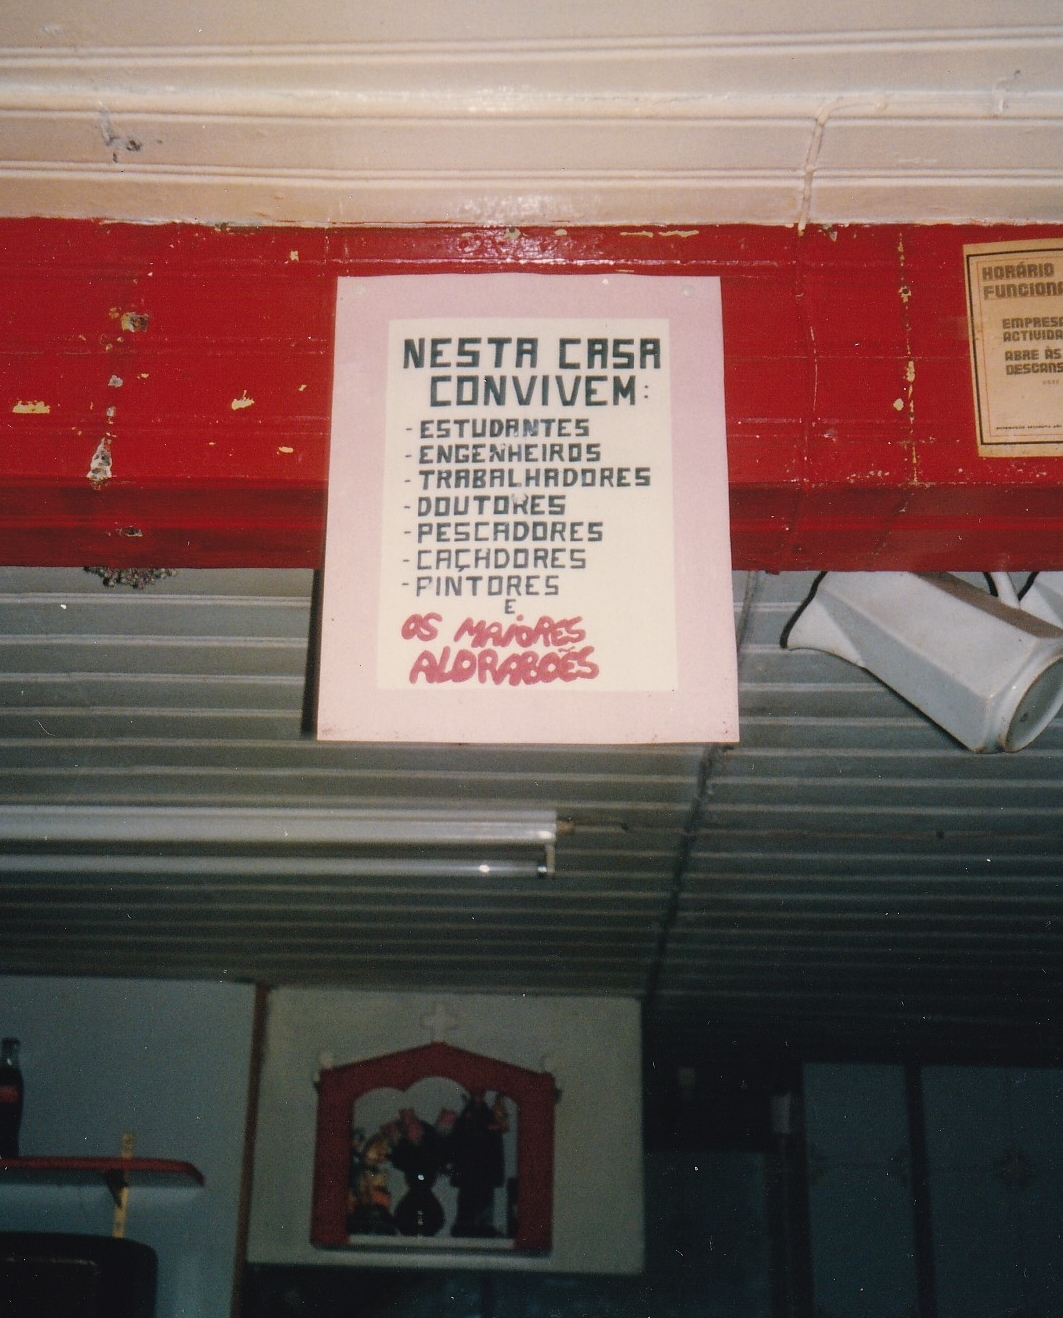 NESTA CASA
CONVIVEM:
- ESTUDANTES
- ENGENHEIROS
- TRABALHADORES
- DOUTORES
- PESCADORES
- CAÇADORES
- PINTORES
E
OS MAIORES
ALDRABOẼS
HORÁRIO
FUNCIONA
EMPRESA
ACTIVIDA
ABRE ÀS
DESCANS